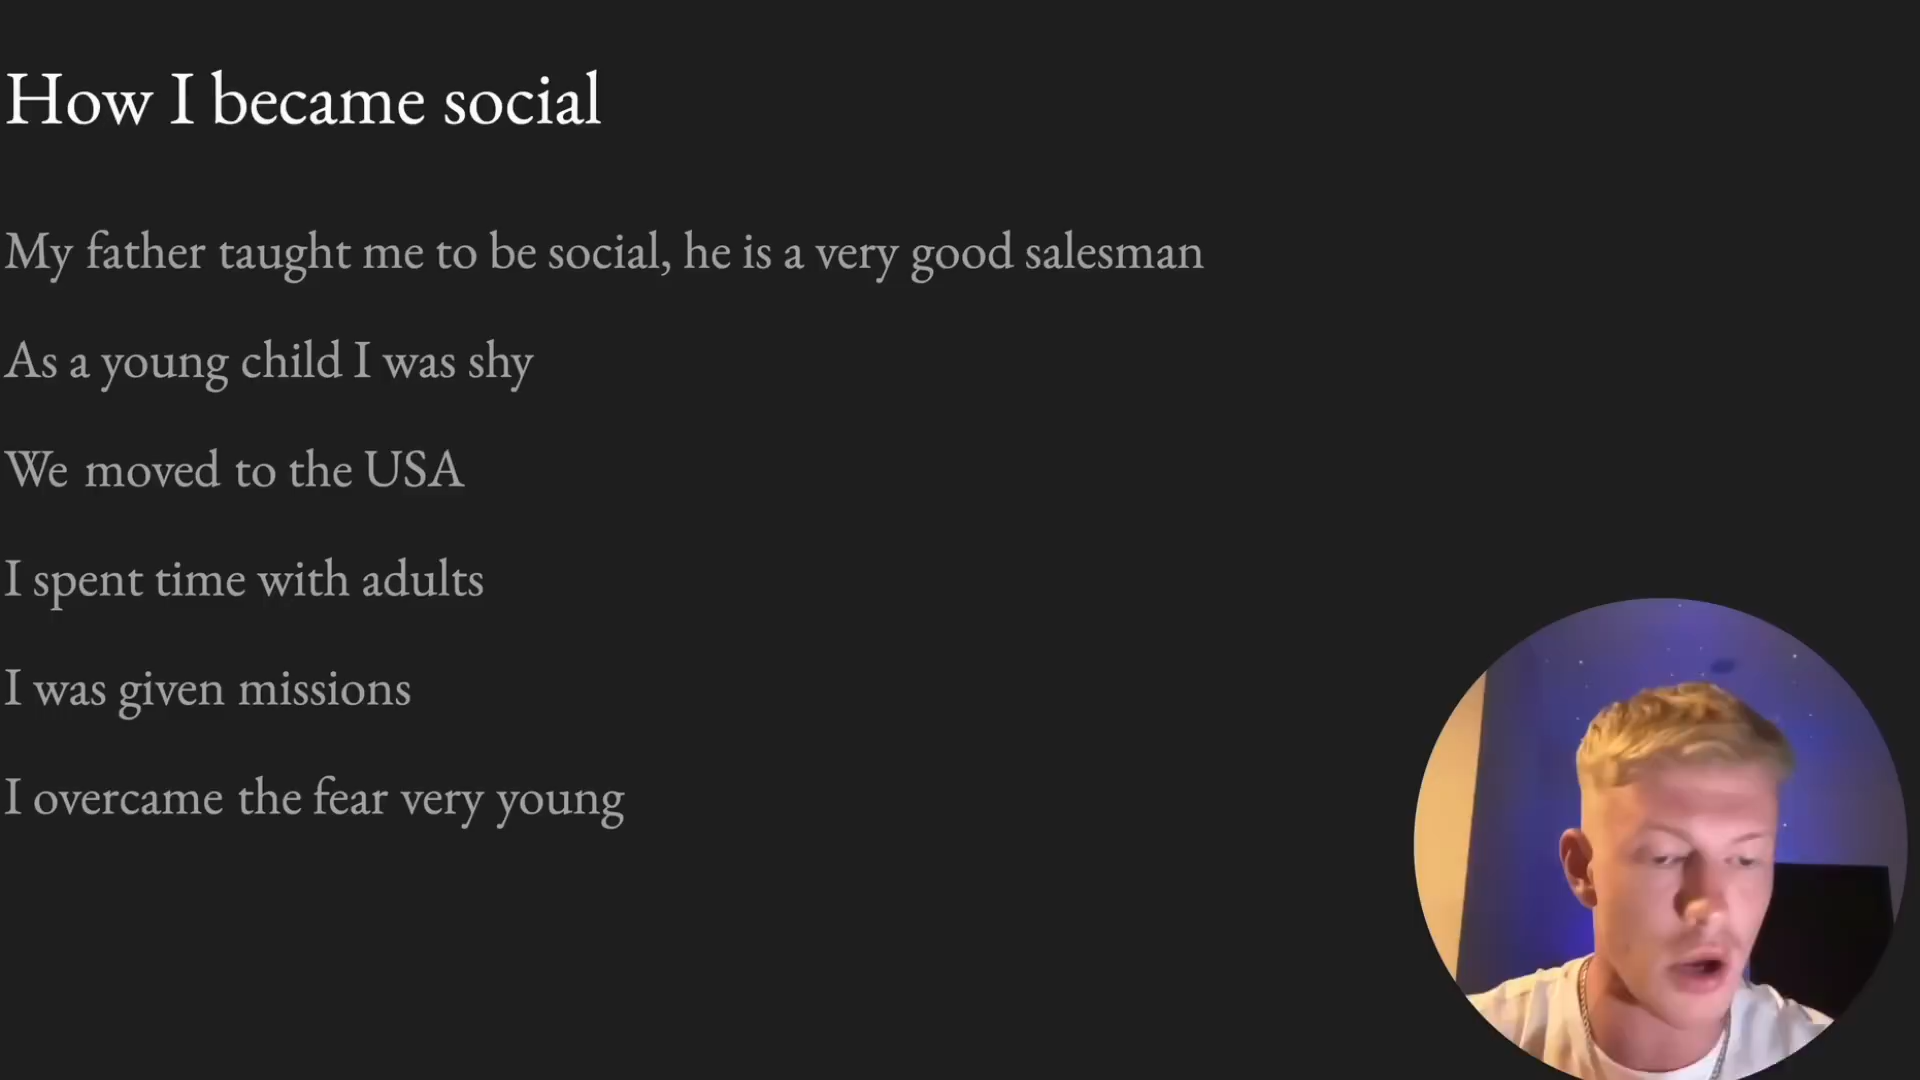 How I became social
My father taught me to be social, he is a very good salesman
As a young child I was shy
We moved to the USA
I spent time with adults
I was given missions
I overcame the fear very young